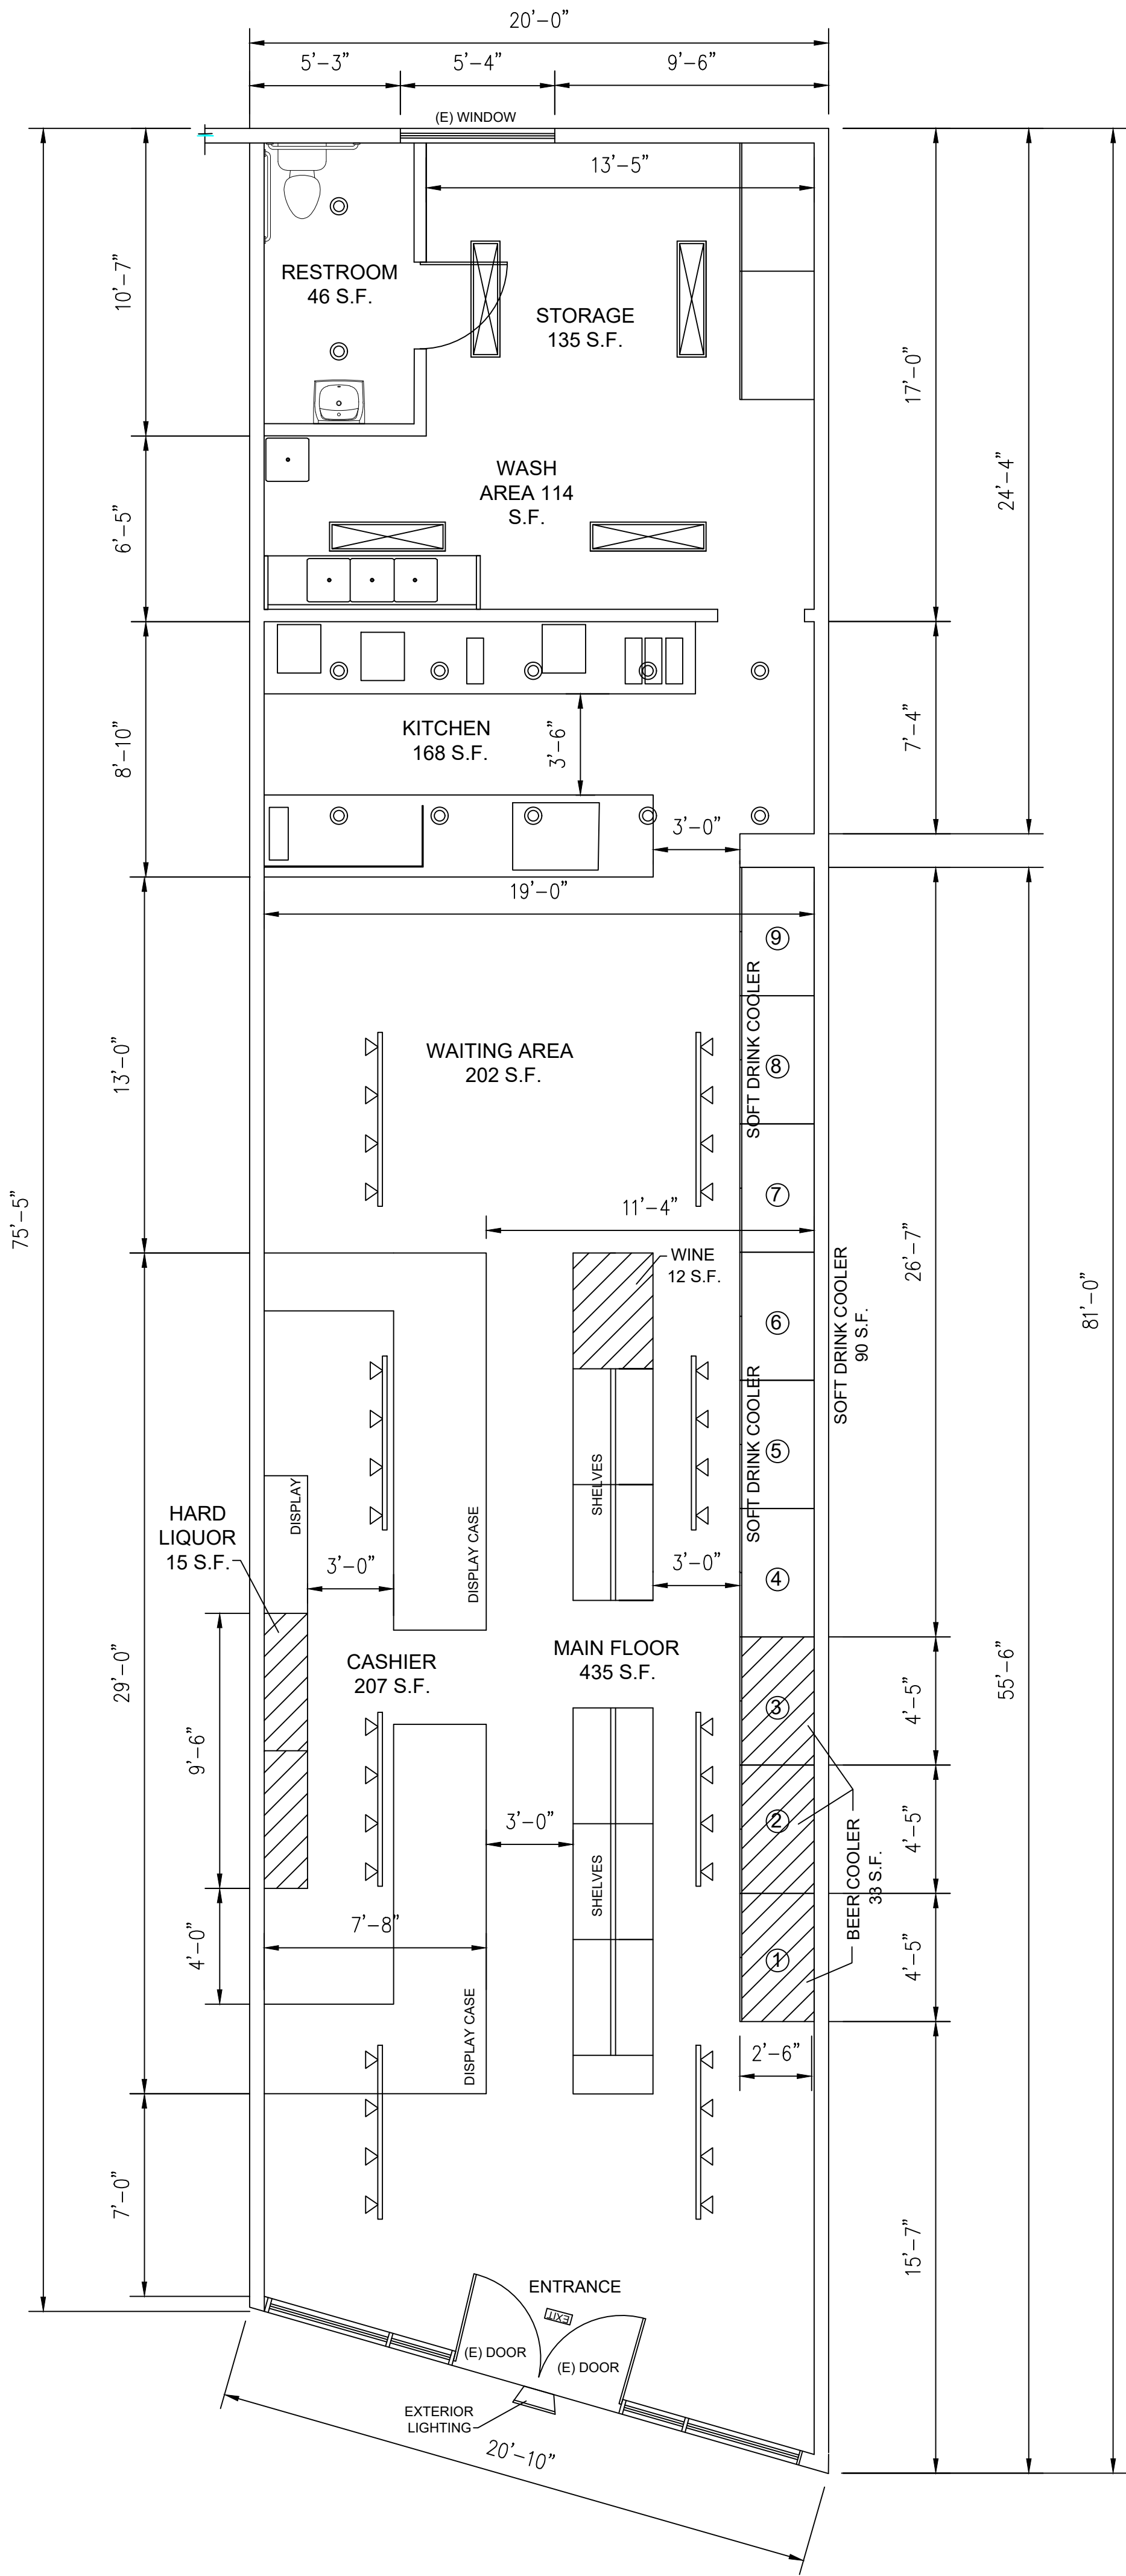 20'-0"
5'-3"
5'-4"
9'-6"
(E) WINDOW
13'-5"
RESTROOM
46 S.F.
STORAGE
135 S.F.
10'-7"
17'-0"
24'-4"
WASH
AREA 114
S.F.
6'-5"
KITCHEN
168 S.F.
3'-6"
8'-10"
7'-4"
3'-0"
19'-0"
9
SOFT DRINK COOLER
8
WAITING AREA
202 S.F.
13'-0"
7
11'-4"
75'-5"
26'-7"
81'-0"
WINE
12 S.F.
6
SOFT DRINK COOLER
90 S.F.
5
SOFT DRINK COOLER
SHELVES
DISPLAY
DISPLAY CASE
HARD
LIQUOR
15 S.F.
3'-0"
3'-0"
4
MAIN FLOOR
435 S.F.
CASHIER
207 S.F.
29'-0"
55'-6"
3
4'-5"
9'-6"
3'-0"
2
4'-5"
SHELVES
BEER COOLER
33 S.F.
7'-8"
4'-0"
1
4'-5"
DISPLAY CASE
2'-6"
7'-0"
15'-7"
ENTRANCE
EXIT
(E) DOOR
(E) DOOR
EXTERIOR
LIGHTING
20'-10"